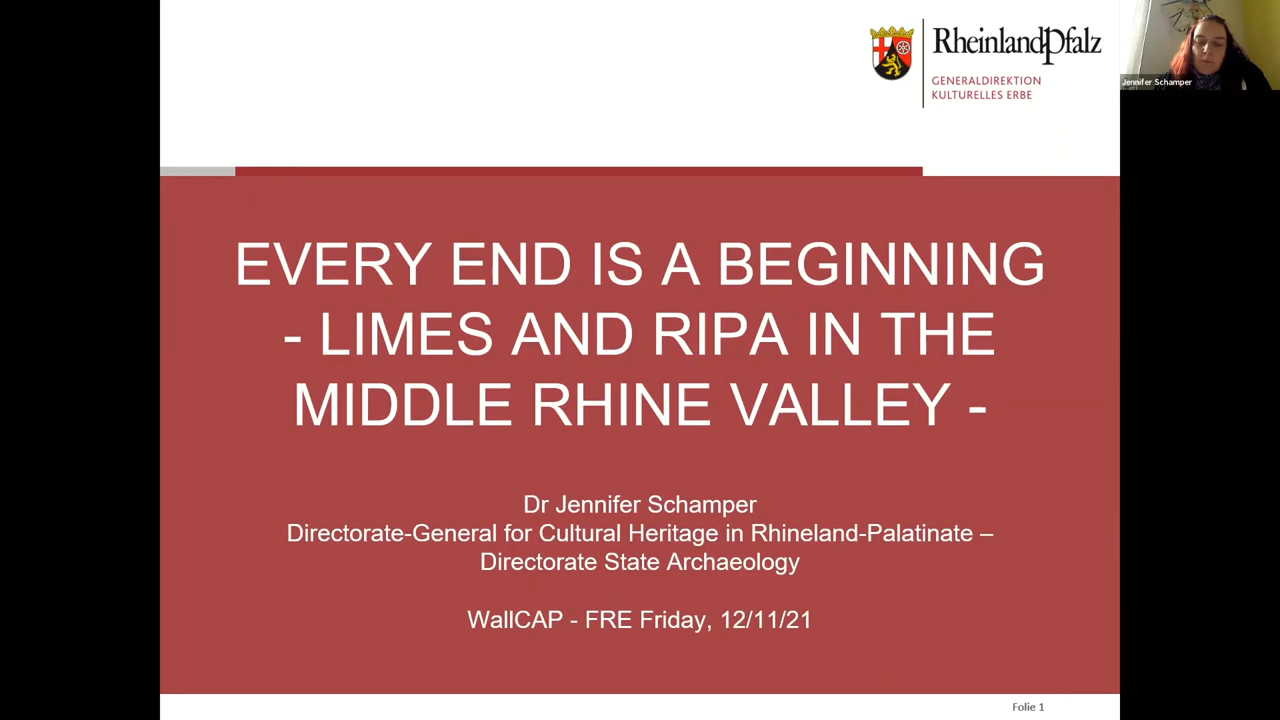 RheinlandPfalz
GENERALDIREKTION
KULTURELLES ERBE
Jennifer Schamper
EVERY END IS A BEGINNING
- LIMES AND RIPA IN THE
MIDDLE RHINE VALLEY -
Dr Jennifer Schamper
Directorate-General for Cultural Heritage in Rhineland-Palatinate –
Directorate State Archaeology
WallCAP - FRE Friday, 12/11/21
Folie 1